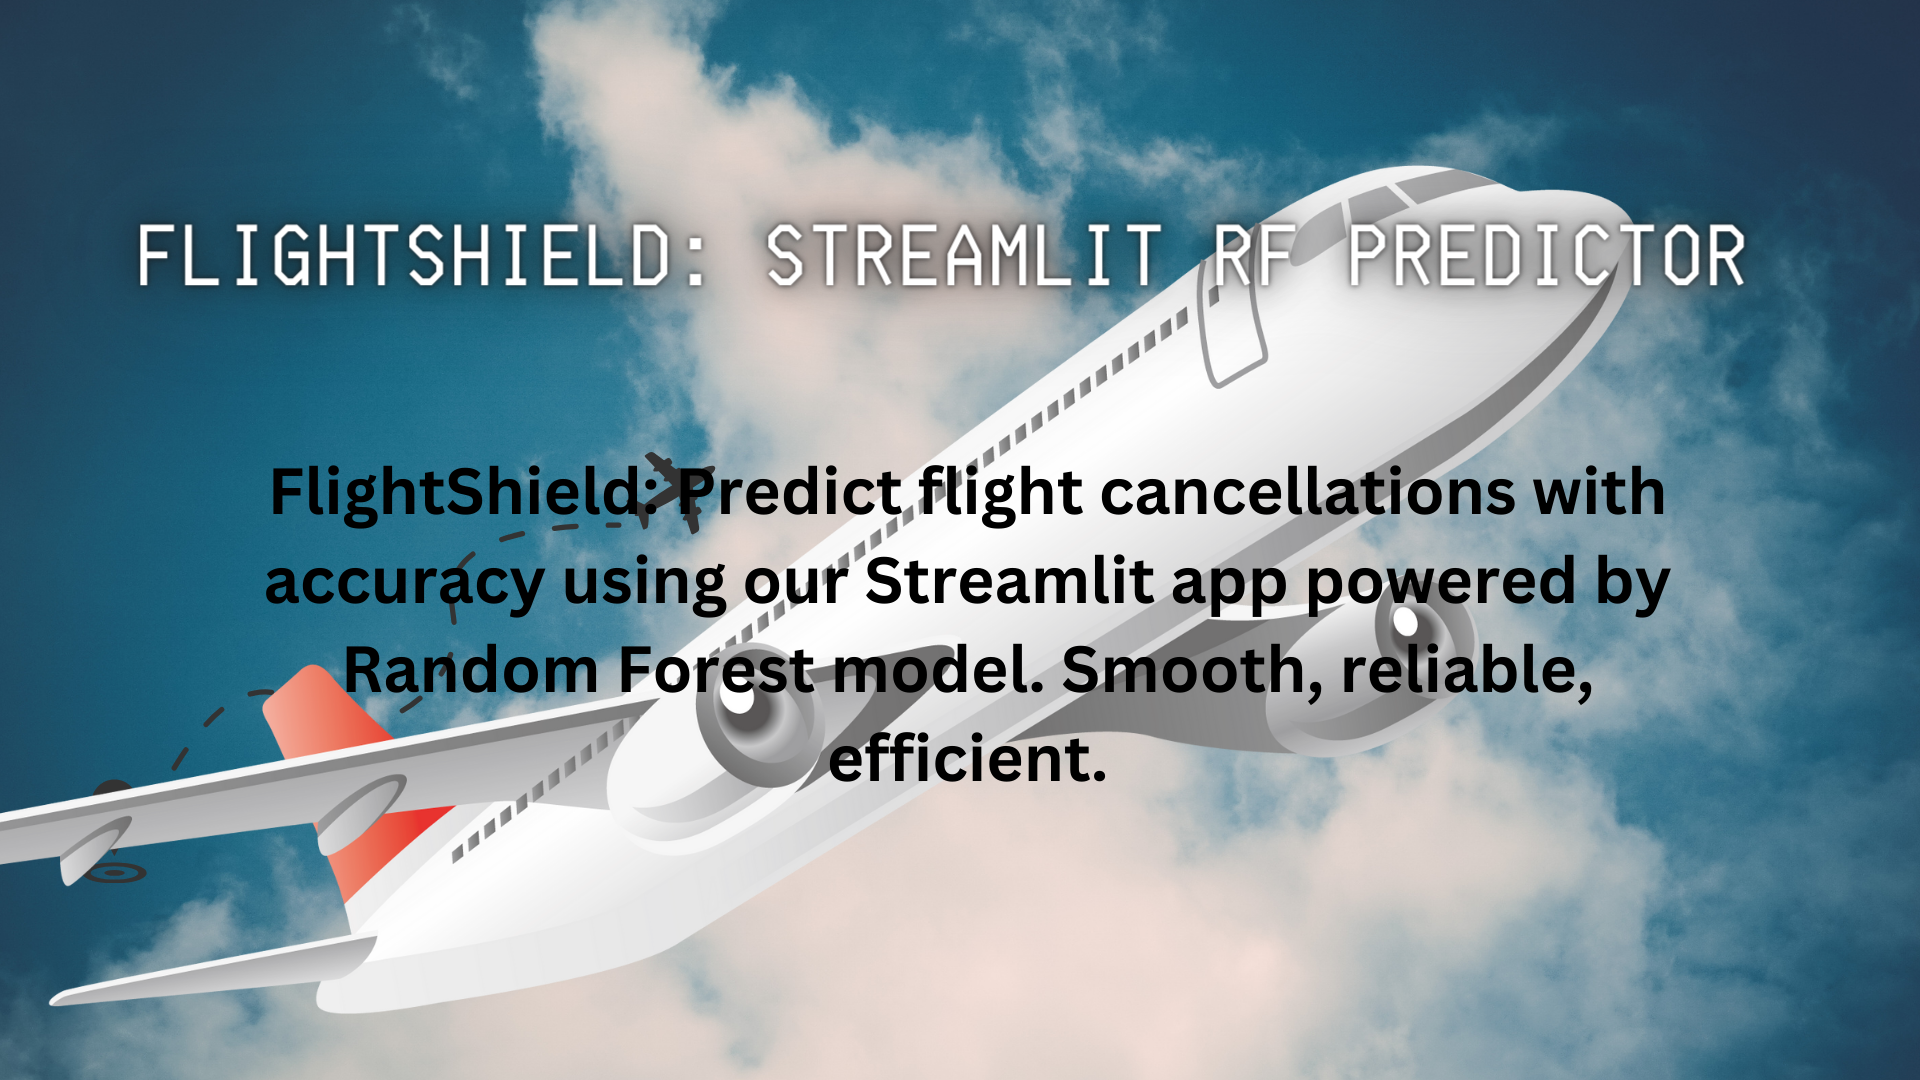 FLIGHTSHIELD: STREAMLIT RF PREDICTOR
FlightShield: Predict flight cancellations with
accuracy using our Streamlit app powered by
Random Forest model. Smooth, reliable,
efficient.